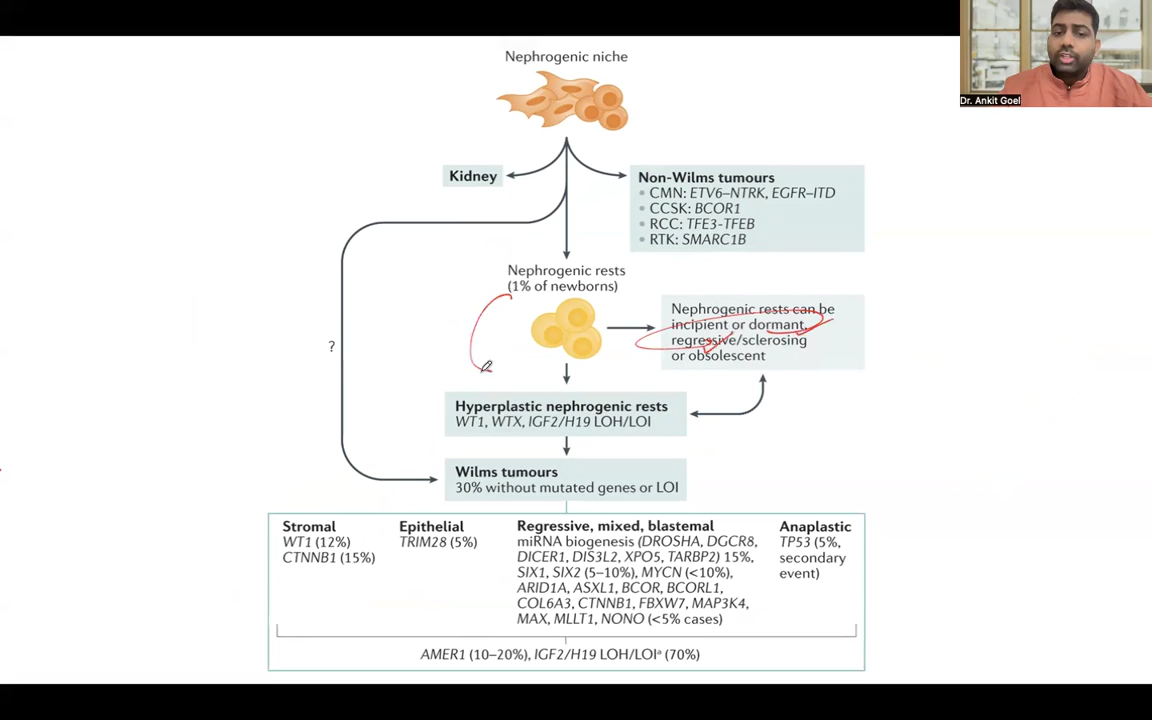 Dr. Ankit Goel
Nephrogenic niche
Kidney
Non-Wilms tumours
• CMN: ETV6–NTRK, EGFR–ITD
• CCSK: BCOR1
• RCC: TFE3-TFEB
• RTK: SMARC1B
Nephrogenic rests
(1% of newborns)
Nephrogenic rests can be
incipient or dormant,
regressive/sclerosing
or obsolescent
?
Hyperplastic nephrogenic rests
WT1, WTX, IGF2/H19 LOH/LOI
Wilms tumours
30% without mutated genes or LOI
Stromal
WT1 (12%)
CTNNB1 (15%)
Epithelial
TRIM28 (5%)
Regressive, mixed, blastemal
miRNA biogenesis (DROSHA, DGCR8,
DICER1, DIS3L2, XPO5, TARBP2) 15%,
SIX1, SIX2 (5–10%), MYCN (<10%),
ARID1A, ASXL1, BCOR, BCORL1,
COL6A3, CTNNB1, FBXW7, MAP3K4,
MAX, MLLT1, NONO (<5% cases)
Anaplastic
TP53 (5%,
secondary
event)
AMER1 (10–20%), IGF2/H19 LOH/LOIᵃ (70%)